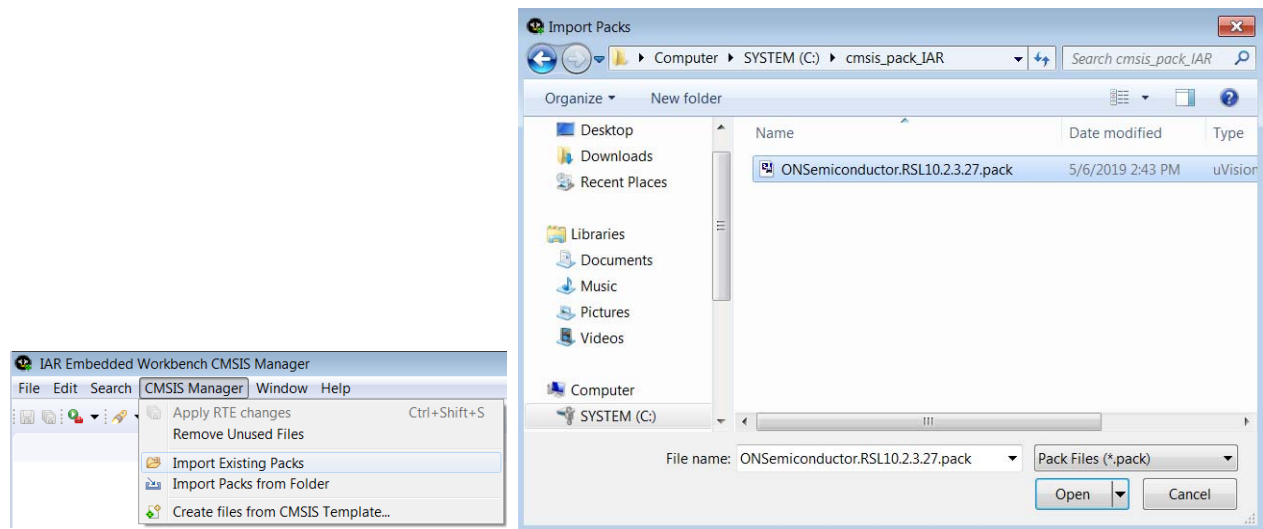 IAR Embedded Workbench CMSIS Manager
File Edit Search CMSIS Manager Window Help
Apply RTE changes Ctrl+Shift+S
Remove Unused Files
Import Existing Packs
Import Packs from Folder
Create files from CMSIS Template...
Import Packs
Computer SYSTEM (C:) cmsis_pack_IAR Search cmsis_pack_IAR
Organize New folder
Desktop
Downloads
Recent Places
Libraries
Documents
Music
Pictures
Videos
Computer
SYSTEM (C:)
Name Date modified Type
ONSemiconductor.RSL10.2.3.27.pack 5/6/2019 2:43 PM uVision
File name: ONSemiconductor.RSL10.2.3.27.pack Pack Files (*.pack)
Open Cancel